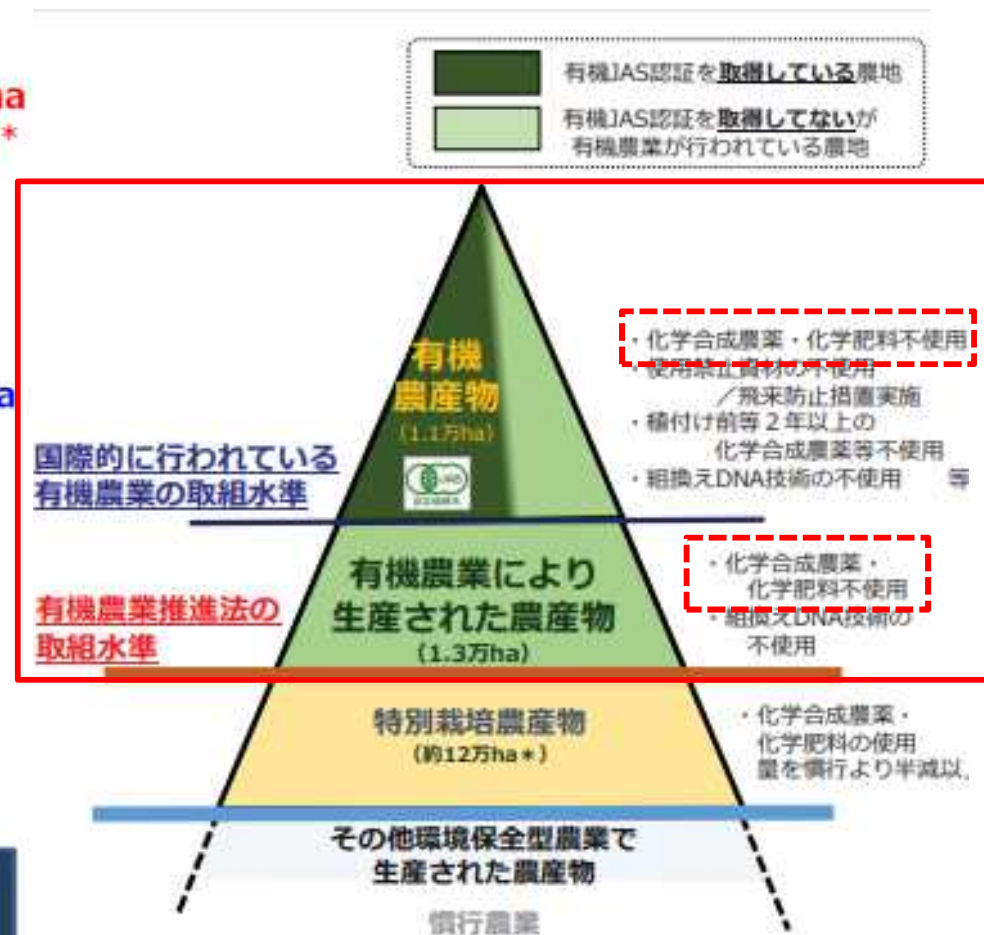 有機JAS認証を取得している農地
有機JAS認証を取得してないが
有機農業が行われている農地
ha
*
a
有機
農産物
(1.1万ha)
JAS
・化学合成農薬・化学肥料不使用
・使用禁止資材の不使用
／飛来防止措置実施
・植付け前等２年以上の
化学合成農薬等不使用
・組換えDNA技術の不使用 等
国際的に行われている
有機農業の取組水準
有機農業により
生産された農産物
(1.3万ha)
・化学合成農薬・
化学肥料不使用
・組換えDNA技術の
不使用
有機農業推進法の
取組水準
特別栽培農産物
(約12万ha＊)
・化学合成農薬・
化学肥料の使用
量を慣行より半減以
その他環境保全型農業で
生産された農産物
慣行農業